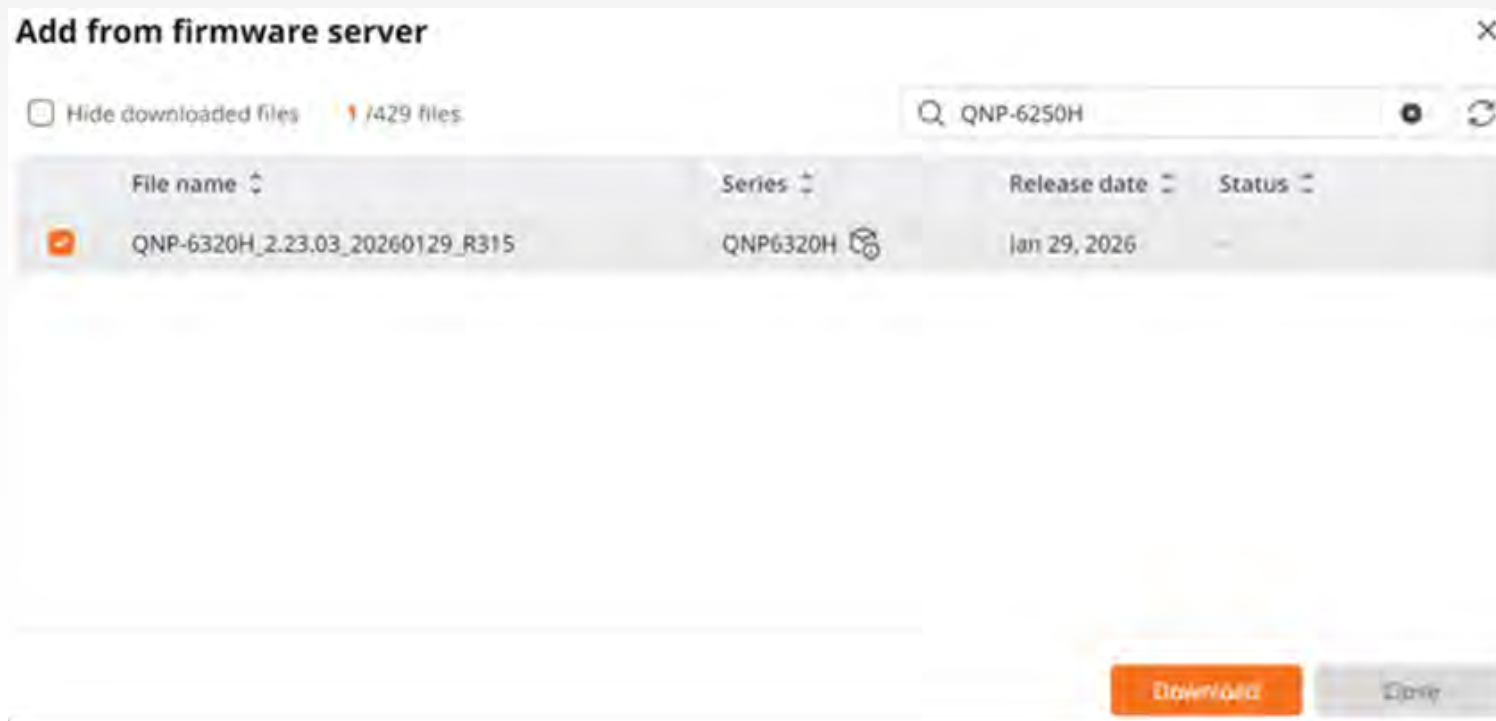 Add from firmware server
Hide downloaded files 1 /429 files
QNP-6250H
File name Series Release date Status
QNP-6320H_2.23.03_20260129_R315 QNP6320H Jan 29, 2026 –
Download Close